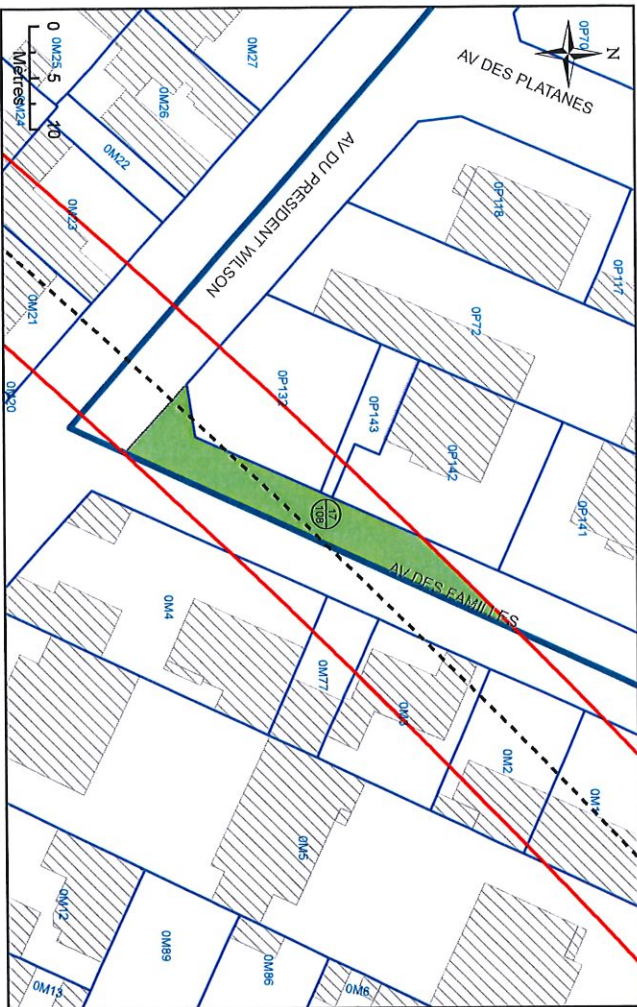 N
0P70
AV DES PLATANES
0M25
0M27
0M26
0M24
0M22
0M23
0M21
0M20
0
5
10
Mètres
AV DU PRESIDENT WILSON
0P118
0P117
0P72
0P132
0P143
0P142
0P141
17
108
AV DES FAMILLES
0M4
0M77
0M3
0M2
0M1
0M5
0M12
0M89
0M86
0M6
0M13